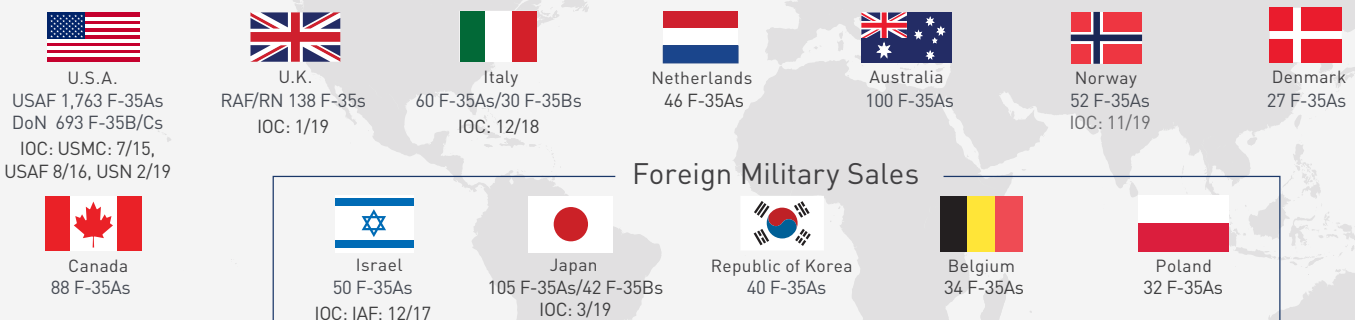 U.S.A.
USAF 1,763 F-35As
DoN 693 F-35B/Cs
IOC: USMC: 7/15,
USAF 8/16, USN 2/19
U.K.
RAF/RN 138 F-35s
IOC: 1/19
Italy
60 F-35As/30 F-35Bs
IOC: 12/18
Netherlands
46 F-35As
Australia
100 F-35As
Norway
52 F-35As
IOC: 11/19
Denmark
27 F-35As
Canada
88 F-35As
Foreign Military Sales
Israel
50 F-35As
IOC: IAF: 12/17
Japan
105 F-35As/42 F-35Bs
IOC: 3/19
Republic of Korea
40 F-35As
Belgium
34 F-35As
Poland
32 F-35As